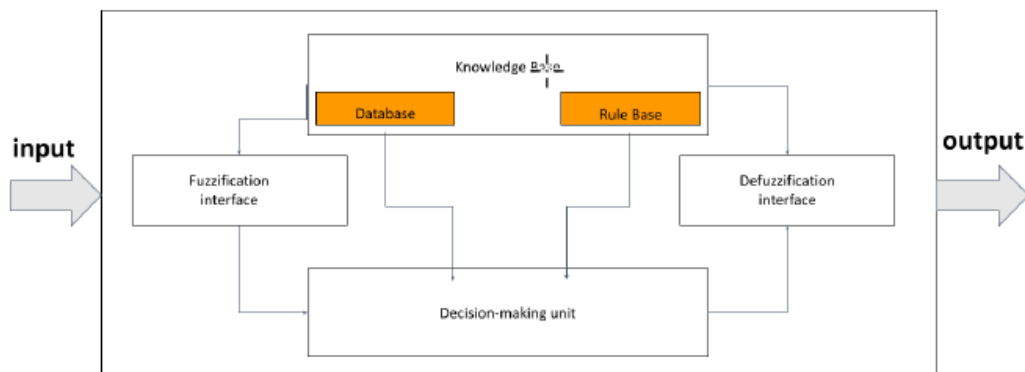 Knowledge
Database
Rule Base
input
output
Fuzzification
interface
Defuzzification
interface
Decision-making unit